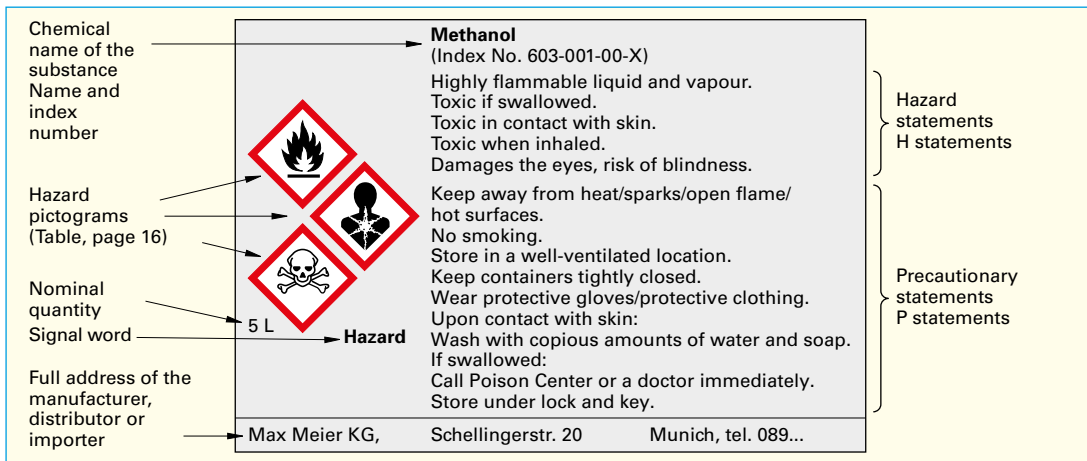 Chemical
name of the
substance
Name and
index
number
Hazard
pictograms
(Table, page 16)
Nominal
quantity
Signal word
Full address of the
manufacturer,
distributor or
importer
Methanol
(Index No. 603-001-00-X)
Highly flammable liquid and vapour.
Toxic if swallowed.
Toxic in contact with skin.
Toxic when inhaled.
Damages the eyes, risk of blindness.
Keep away from heat/sparks/open flame/
hot surfaces.
No smoking.
Store in a well-ventilated location.
Keep containers tightly closed.
Wear protective gloves/protective clothing.
Upon contact with skin:
Wash with copious amounts of water and soap.
If swallowed:
Call Poison Center or a doctor immediately.
Store under lock and key.
5 L
Hazard
Max Meier KG, Schellingerstr. 20 Munich, tel. 089...
Hazard
statements
H statements
Precautionary
statements
P statements